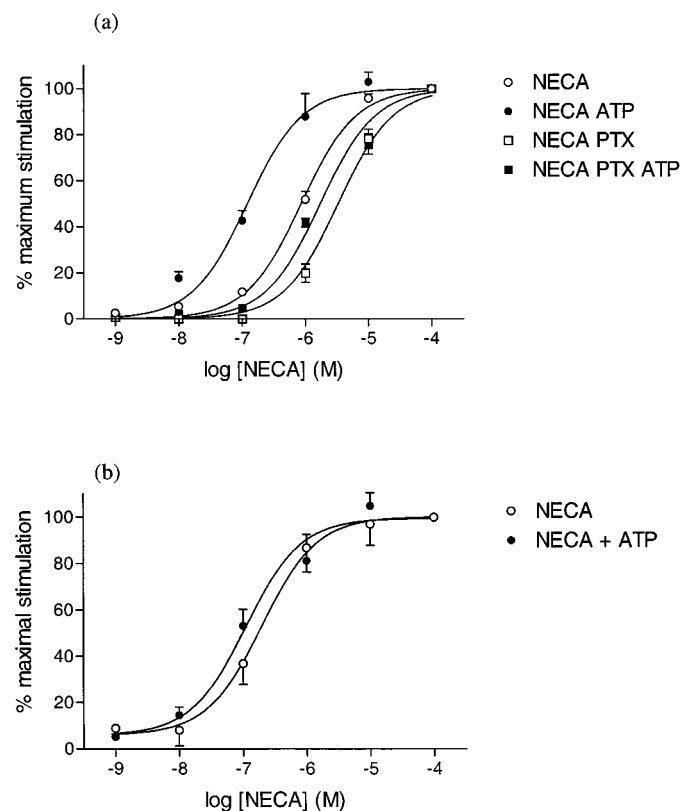 (a)
% maximum stimulation
100
80
60
40
20
0
-9 -8 -7 -6 -5 -4
log [NECA] (M)
NECA
NECA ATP
NECA PTX
NECA PTX ATP
(b)
% maximal stimulation
100
80
60
40
20
0
-9 -8 -7 -6 -5 -4
log [NECA] (M)
NECA
NECA + ATP